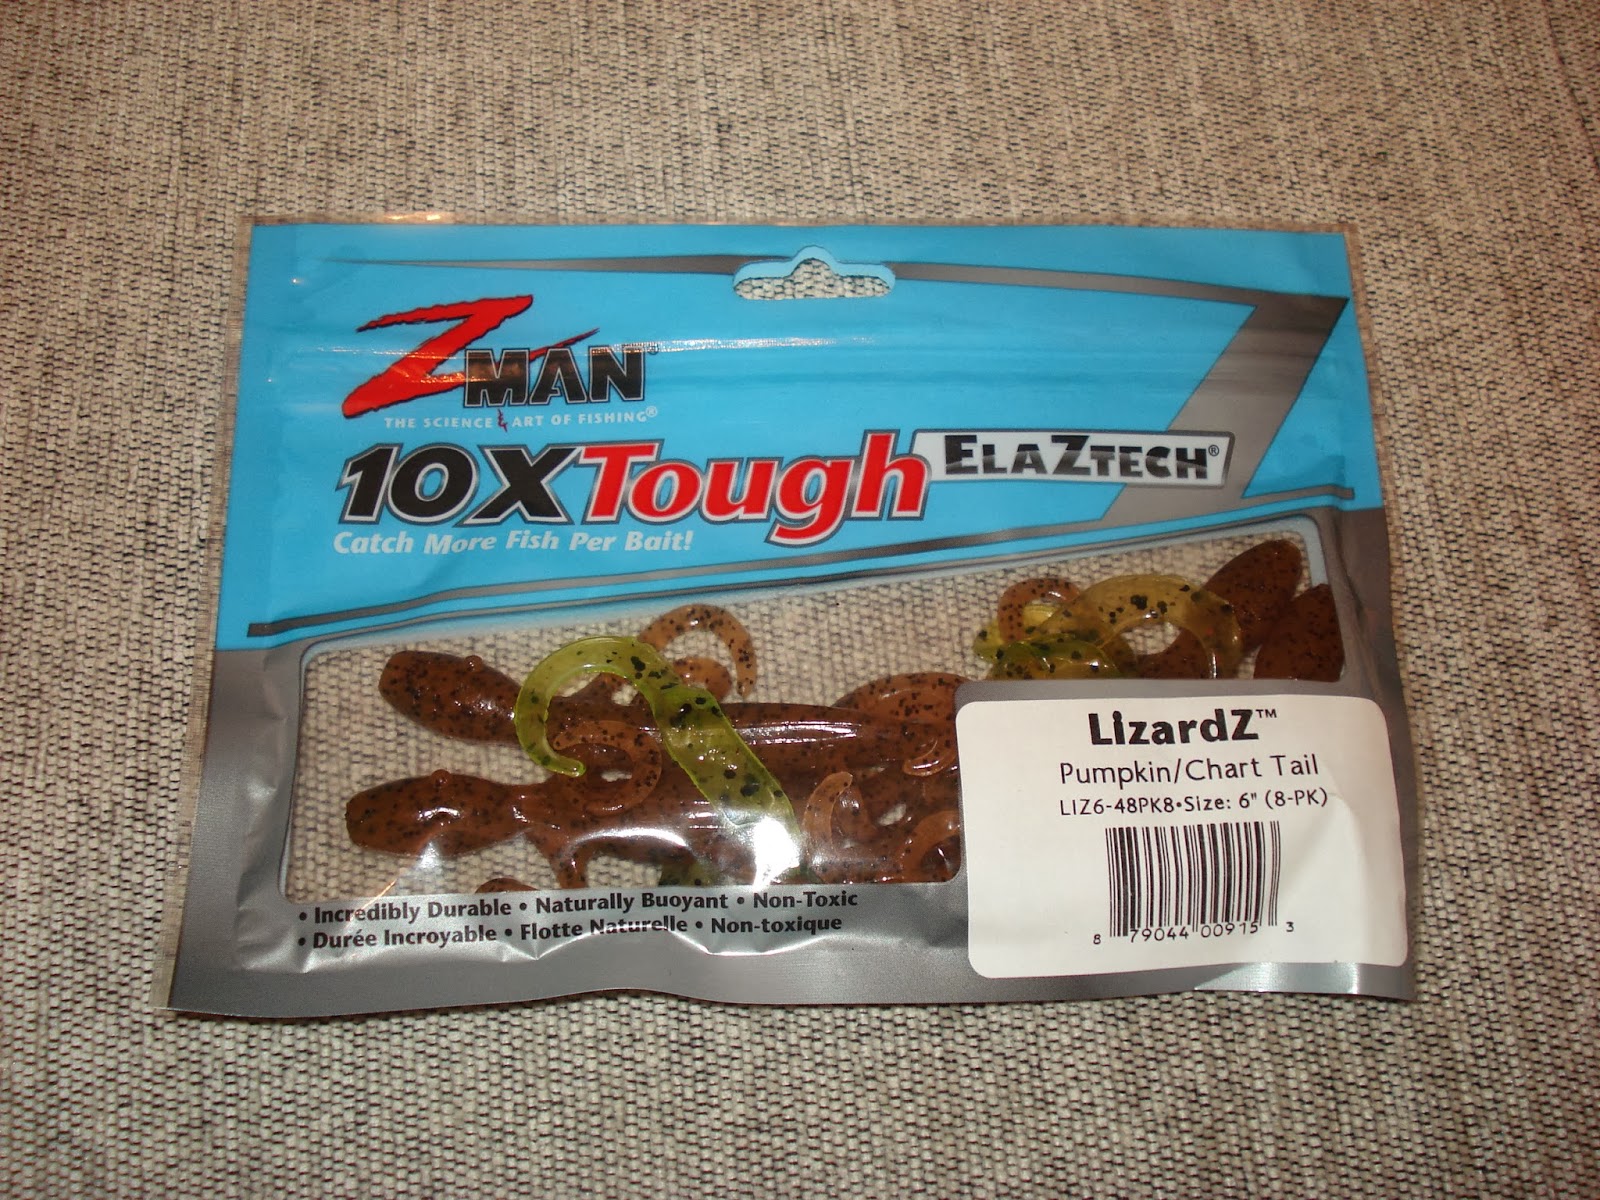 ZMAN®
THE SCIENCE & ART OF FISHING®
10X Tough ELAZTECH®
Catch More Fish Per Bait!
LizardZ™
Pumpkin/Chart Tail
LIZ6-48PK8•Size: 6" (8-PK)
8 79044 00915 3
• Incredibly Durable • Naturally Buoyant • Non-Toxic
• Durée Incroyable • Flotte Naturelle • Non-toxique